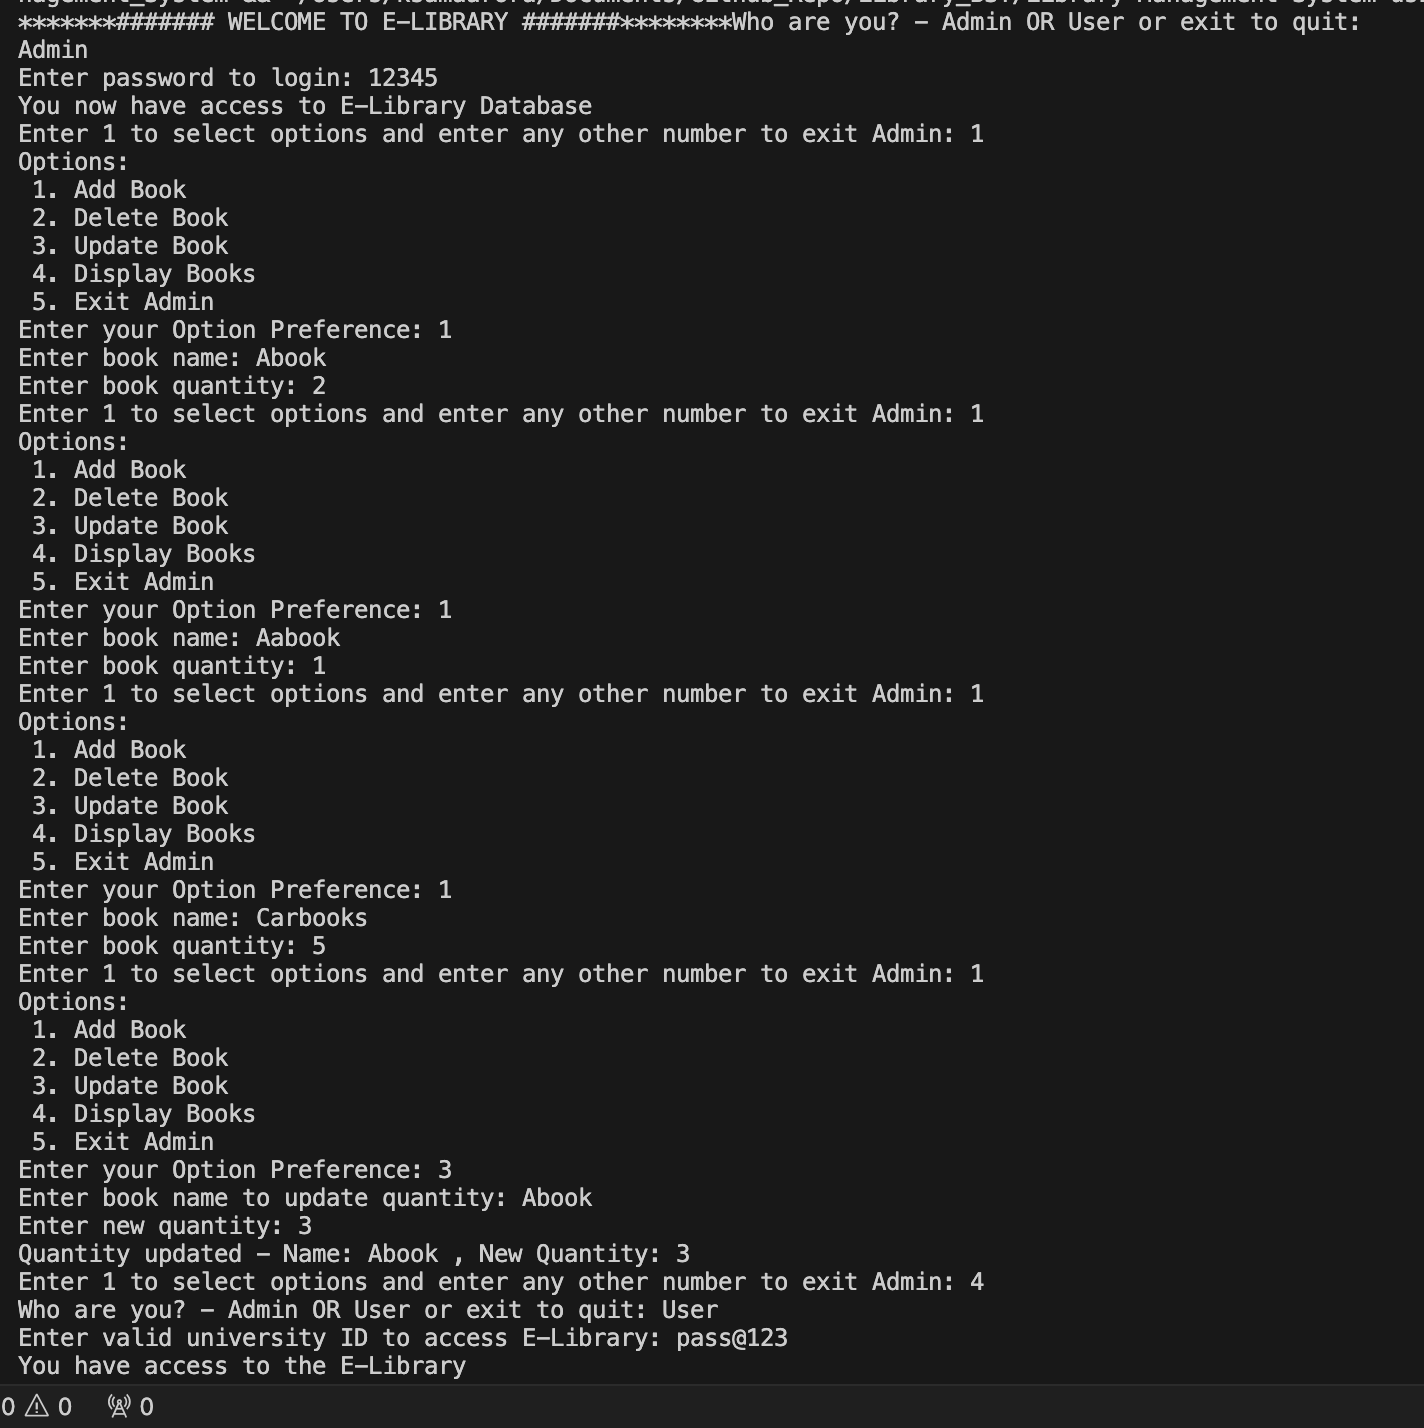 *******####### WELCOME TO E-LIBRARY #######********Who are you? - Admin OR User or exit to quit:
Admin
Enter password to login: 12345
You now have access to E-Library Database
Enter 1 to select options and enter any other number to exit Admin: 1
Options:
1. Add Book
2. Delete Book
3. Update Book
4. Display Books
5. Exit Admin
Enter your Option Preference: 1
Enter book name: Abook
Enter book quantity: 2
Enter 1 to select options and enter any other number to exit Admin: 1
Options:
1. Add Book
2. Delete Book
3. Update Book
4. Display Books
5. Exit Admin
Enter your Option Preference: 1
Enter book name: Aabook
Enter book quantity: 1
Enter 1 to select options and enter any other number to exit Admin: 1
Options:
1. Add Book
2. Delete Book
3. Update Book
4. Display Books
5. Exit Admin
Enter your Option Preference: 1
Enter book name: Carbooks
Enter book quantity: 5
Enter 1 to select options and enter any other number to exit Admin: 1
Options:
1. Add Book
2. Delete Book
3. Update Book
4. Display Books
5. Exit Admin
Enter your Option Preference: 3
Enter book name to update quantity: Abook
Enter new quantity: 3
Quantity updated - Name: Abook , New Quantity: 3
Enter 1 to select options and enter any other number to exit Admin: 4
Who are you? - Admin OR User or exit to quit: User
Enter valid university ID to access E-Library: pass@123
You have access to the E-Library
0 0 0